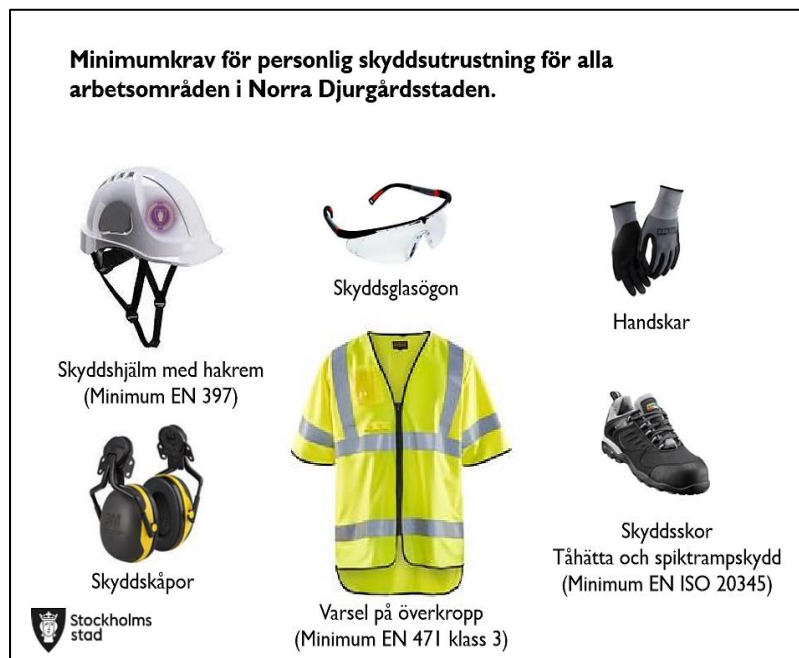 Minimumkrav för personlig skyddsutrustning för alla
arbetsområden i Norra Djurgårdsstaden.
Skyddsglasögon
Handskar
Skyddshjälm med hakrem
(Minimum EN 397)
Skyddskåpor
Varsel på överkropp
(Minimum EN 471 klass 3)
Skyddsskor
Tåhätta och spiktrampskydd
(Minimum EN ISO 20345)
Stockholms
stad